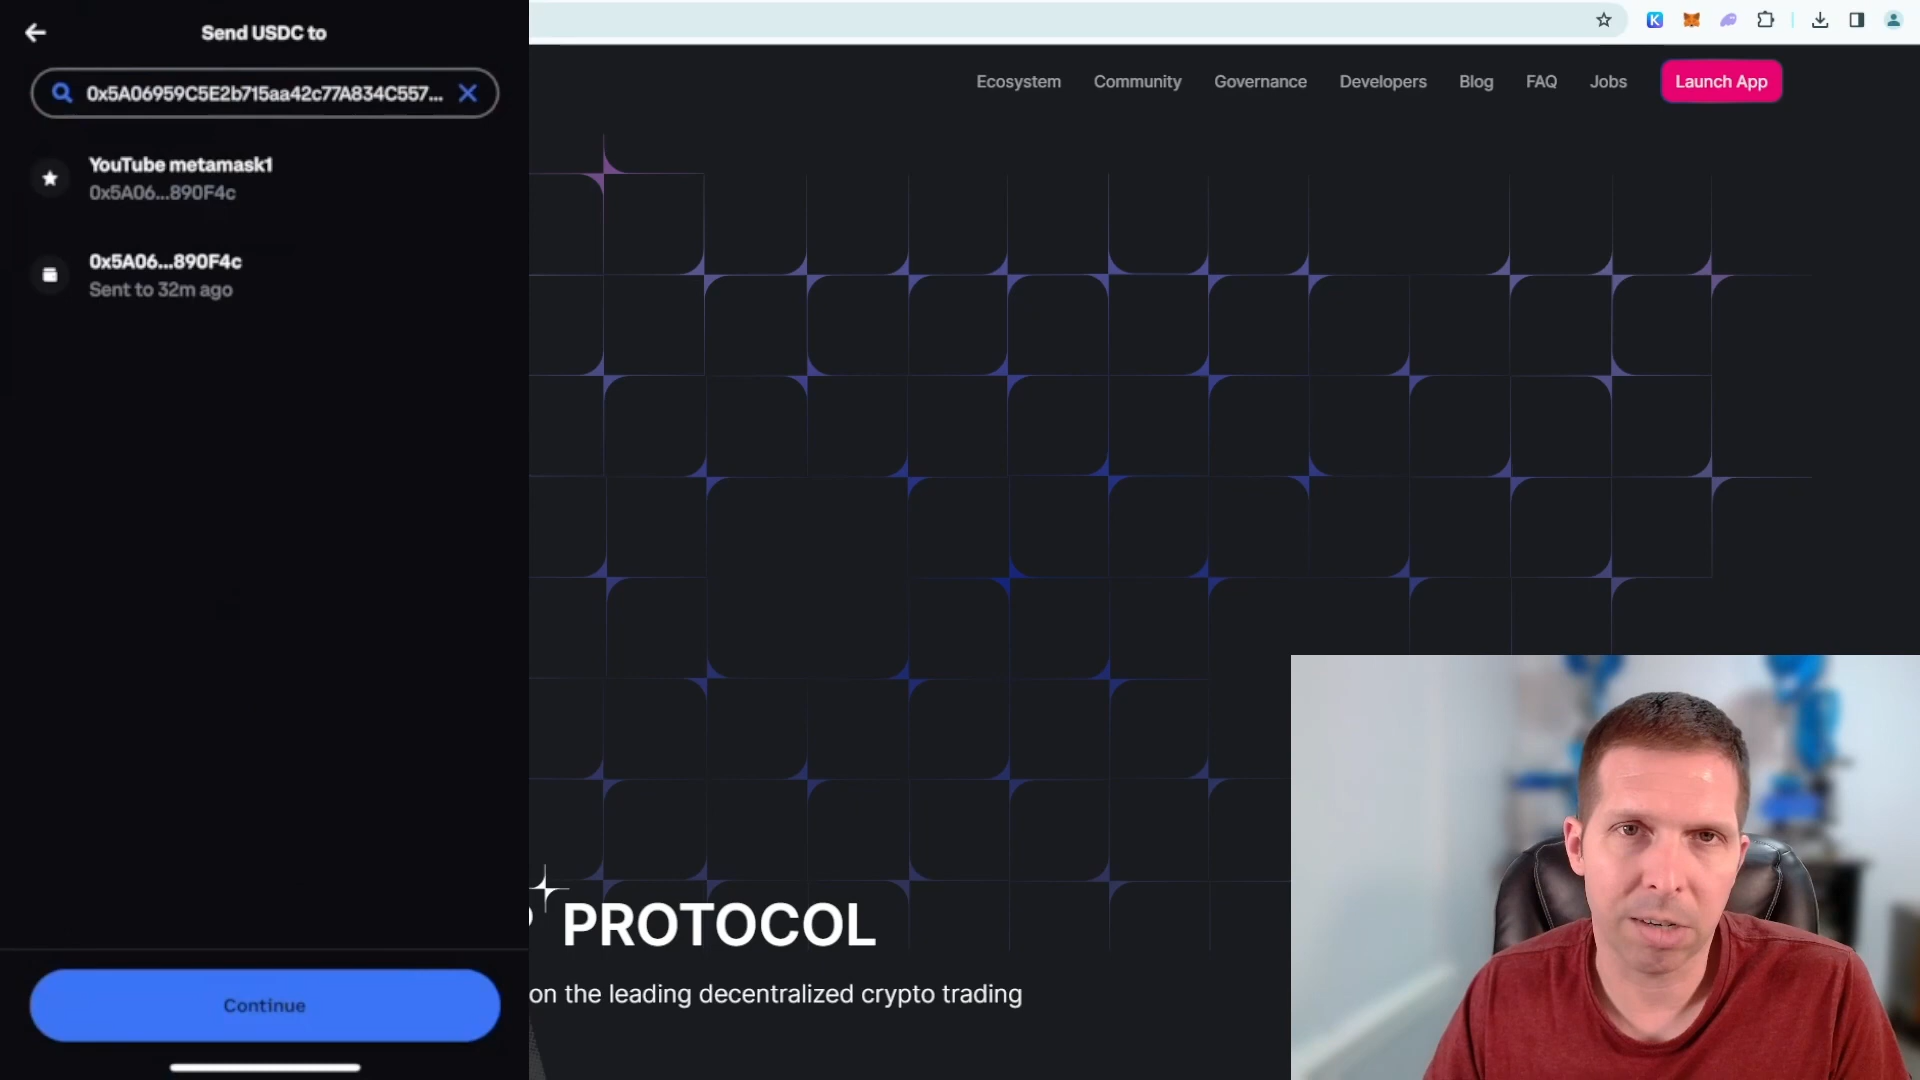 Send USDC to
0x5A06959C5E2b715aa42c77A834C557...
YouTube metamask1
0x5A06...890F4c
0x5A06...890F4c
Sent to 32m ago
Continue
Ecosystem Community Governance Developers Blog FAQ Jobs Launch App
PROTOCOL
on the leading decentralized crypto trading